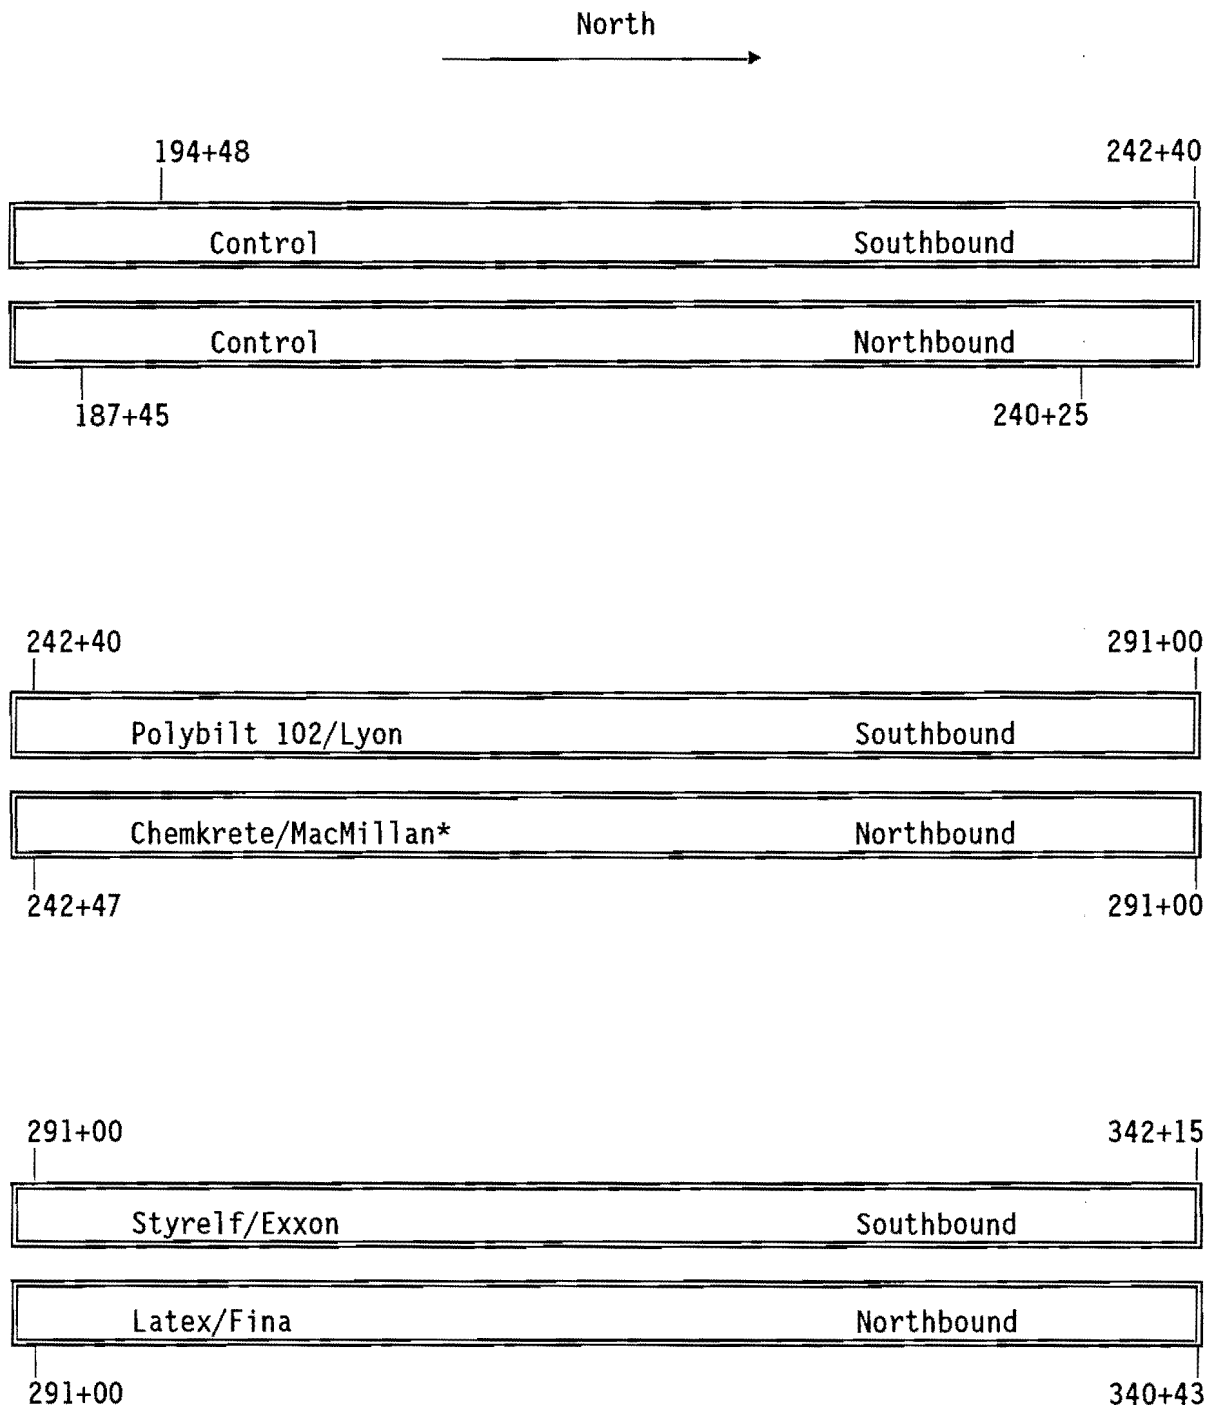 North
194+48 242+40
Control Southbound
Control Northbound
187+45 240+25
242+40 291+00
Polybilt 102/Lyon Southbound
Chemkrete/MacMillan* Northbound
242+47 291+00
291+00 342+15
Styrelf/Exxon Southbound
Latex/Fina Northbound
291+00 340+43